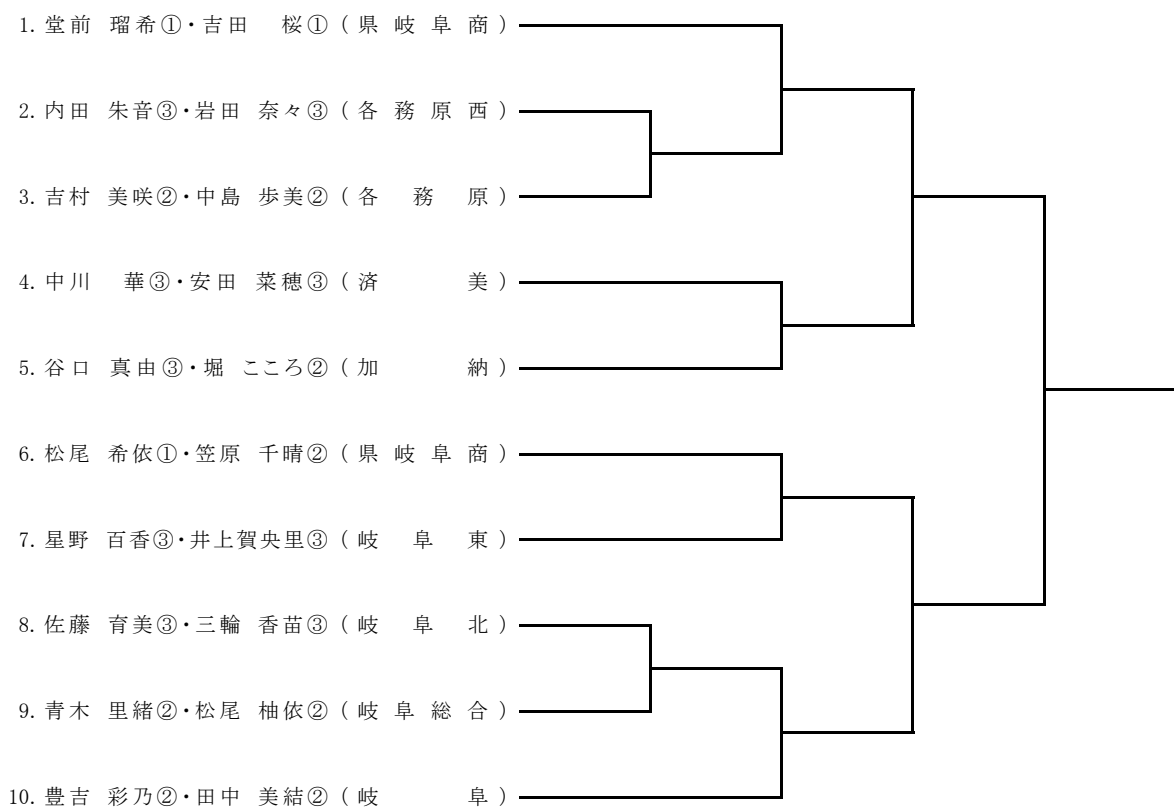 1. 堂前 瑠希①・吉田 桜① ( 県 岐 阜 商 )
2. 内田 朱音③・岩田 奈々③ ( 各 務 原 西 )
3. 吉村 美咲②・中島 歩美② ( 各 務 原 )
4. 中川 華③・安田 菜穂③ ( 済 美 )
5. 谷口 真由③・堀 こころ② ( 加 納 )
6. 松尾 希依①・笠原 千晴② ( 県 岐 阜 商 )
7. 星野 百香③・井上賀央里③ ( 岐 阜 東 )
8. 佐藤 育美③・三輪 香苗③ ( 岐 阜 北 )
9. 青木 里緒②・松尾 柚依② ( 岐 阜 総 合 )
10. 豊吉 彩乃②・田中 美結② ( 岐 阜 )